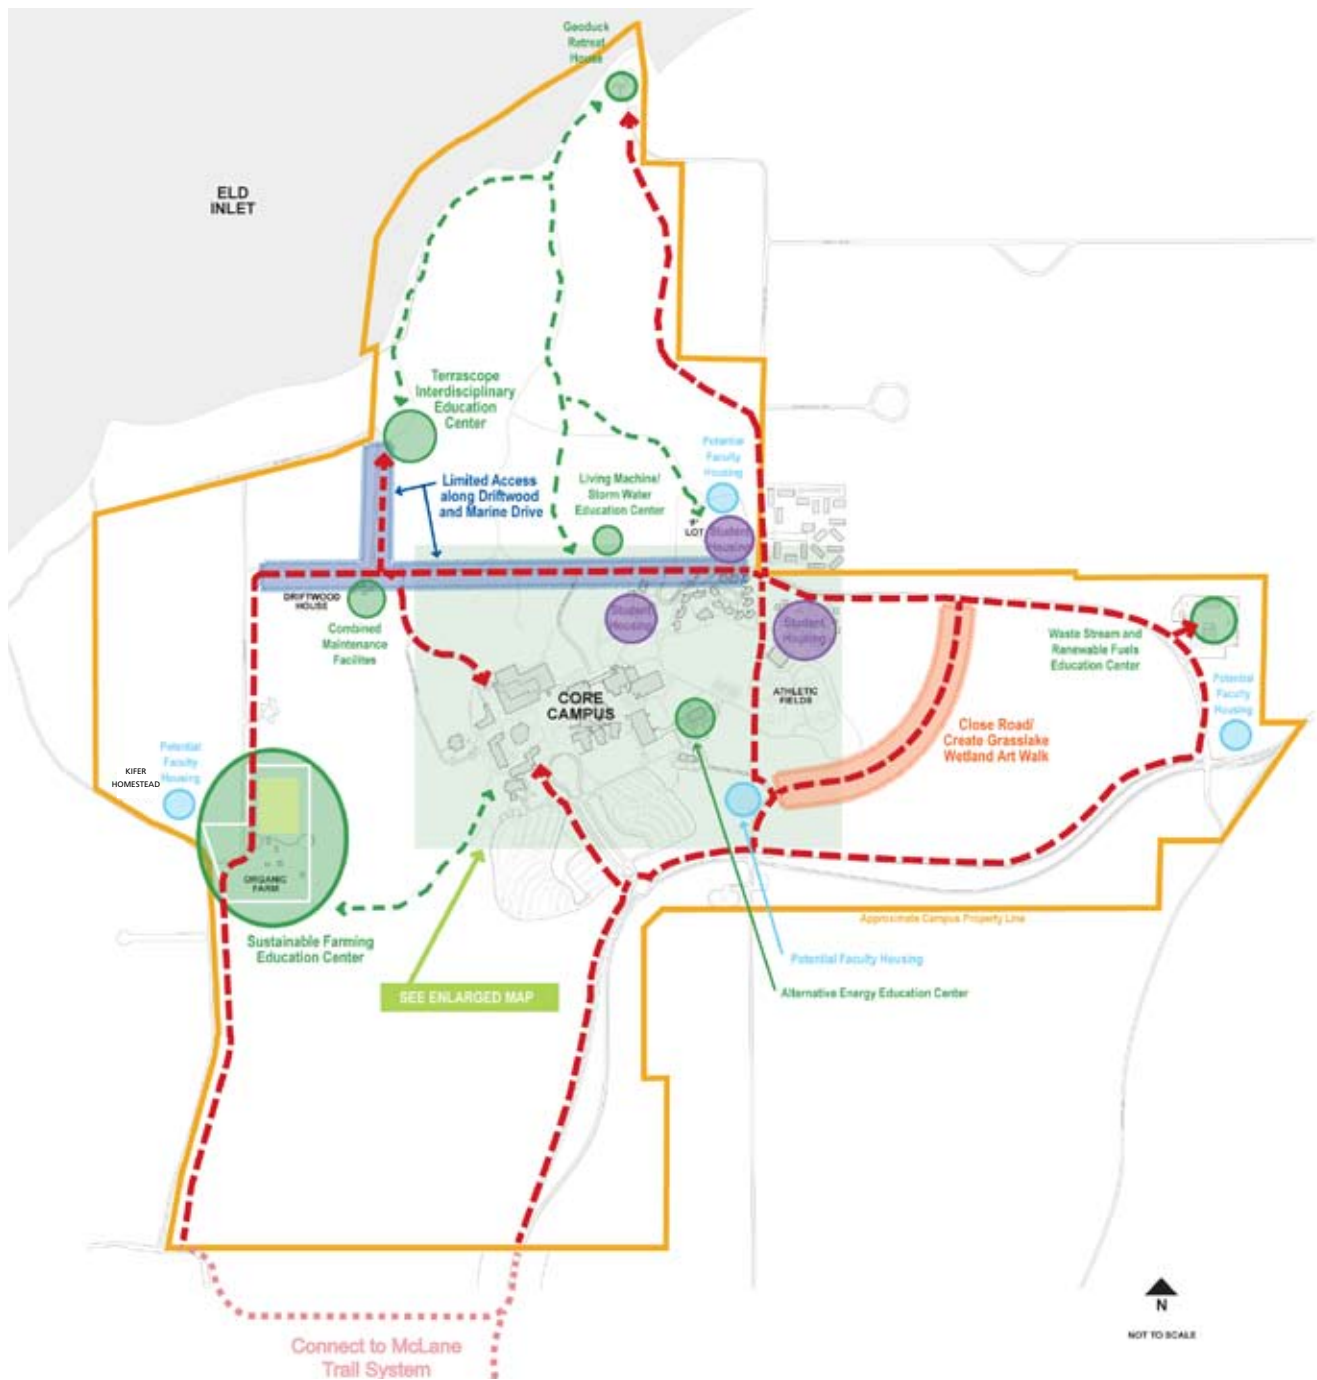 Geoduck
Retreat
House
ELD
INLET
Terrascope
Interdisciplinary
Education
Center
Potential
Faculty
Housing
Limited Access
along Driftwood
and Marine Drive
Living Machine/
Storm Water
Education Center
LOT
Student
Housing
DRIFTWOOD
HOUSE
Combined
Maintenance
Facilites
Student
Housing
Student
Housing
Waste Stream and
Renewable Fuels
Education Center
CORE
CAMPUS
ATHLETIC
FIELDS
Potential
Faculty
Housing
Close Road/
Create Grasslake
Wetland Art Walk
Potential
Faculty
Housing
KIFER
HOMESTEAD
ORGANIC
FARM
Sustainable Farming
Education Center
Approximate Campus Property Line
Potential Faculty Housing
SEE ENLARGED MAP
Alternative Energy Education Center
N
NOT TO SCALE
Connect to McLane
Trail System